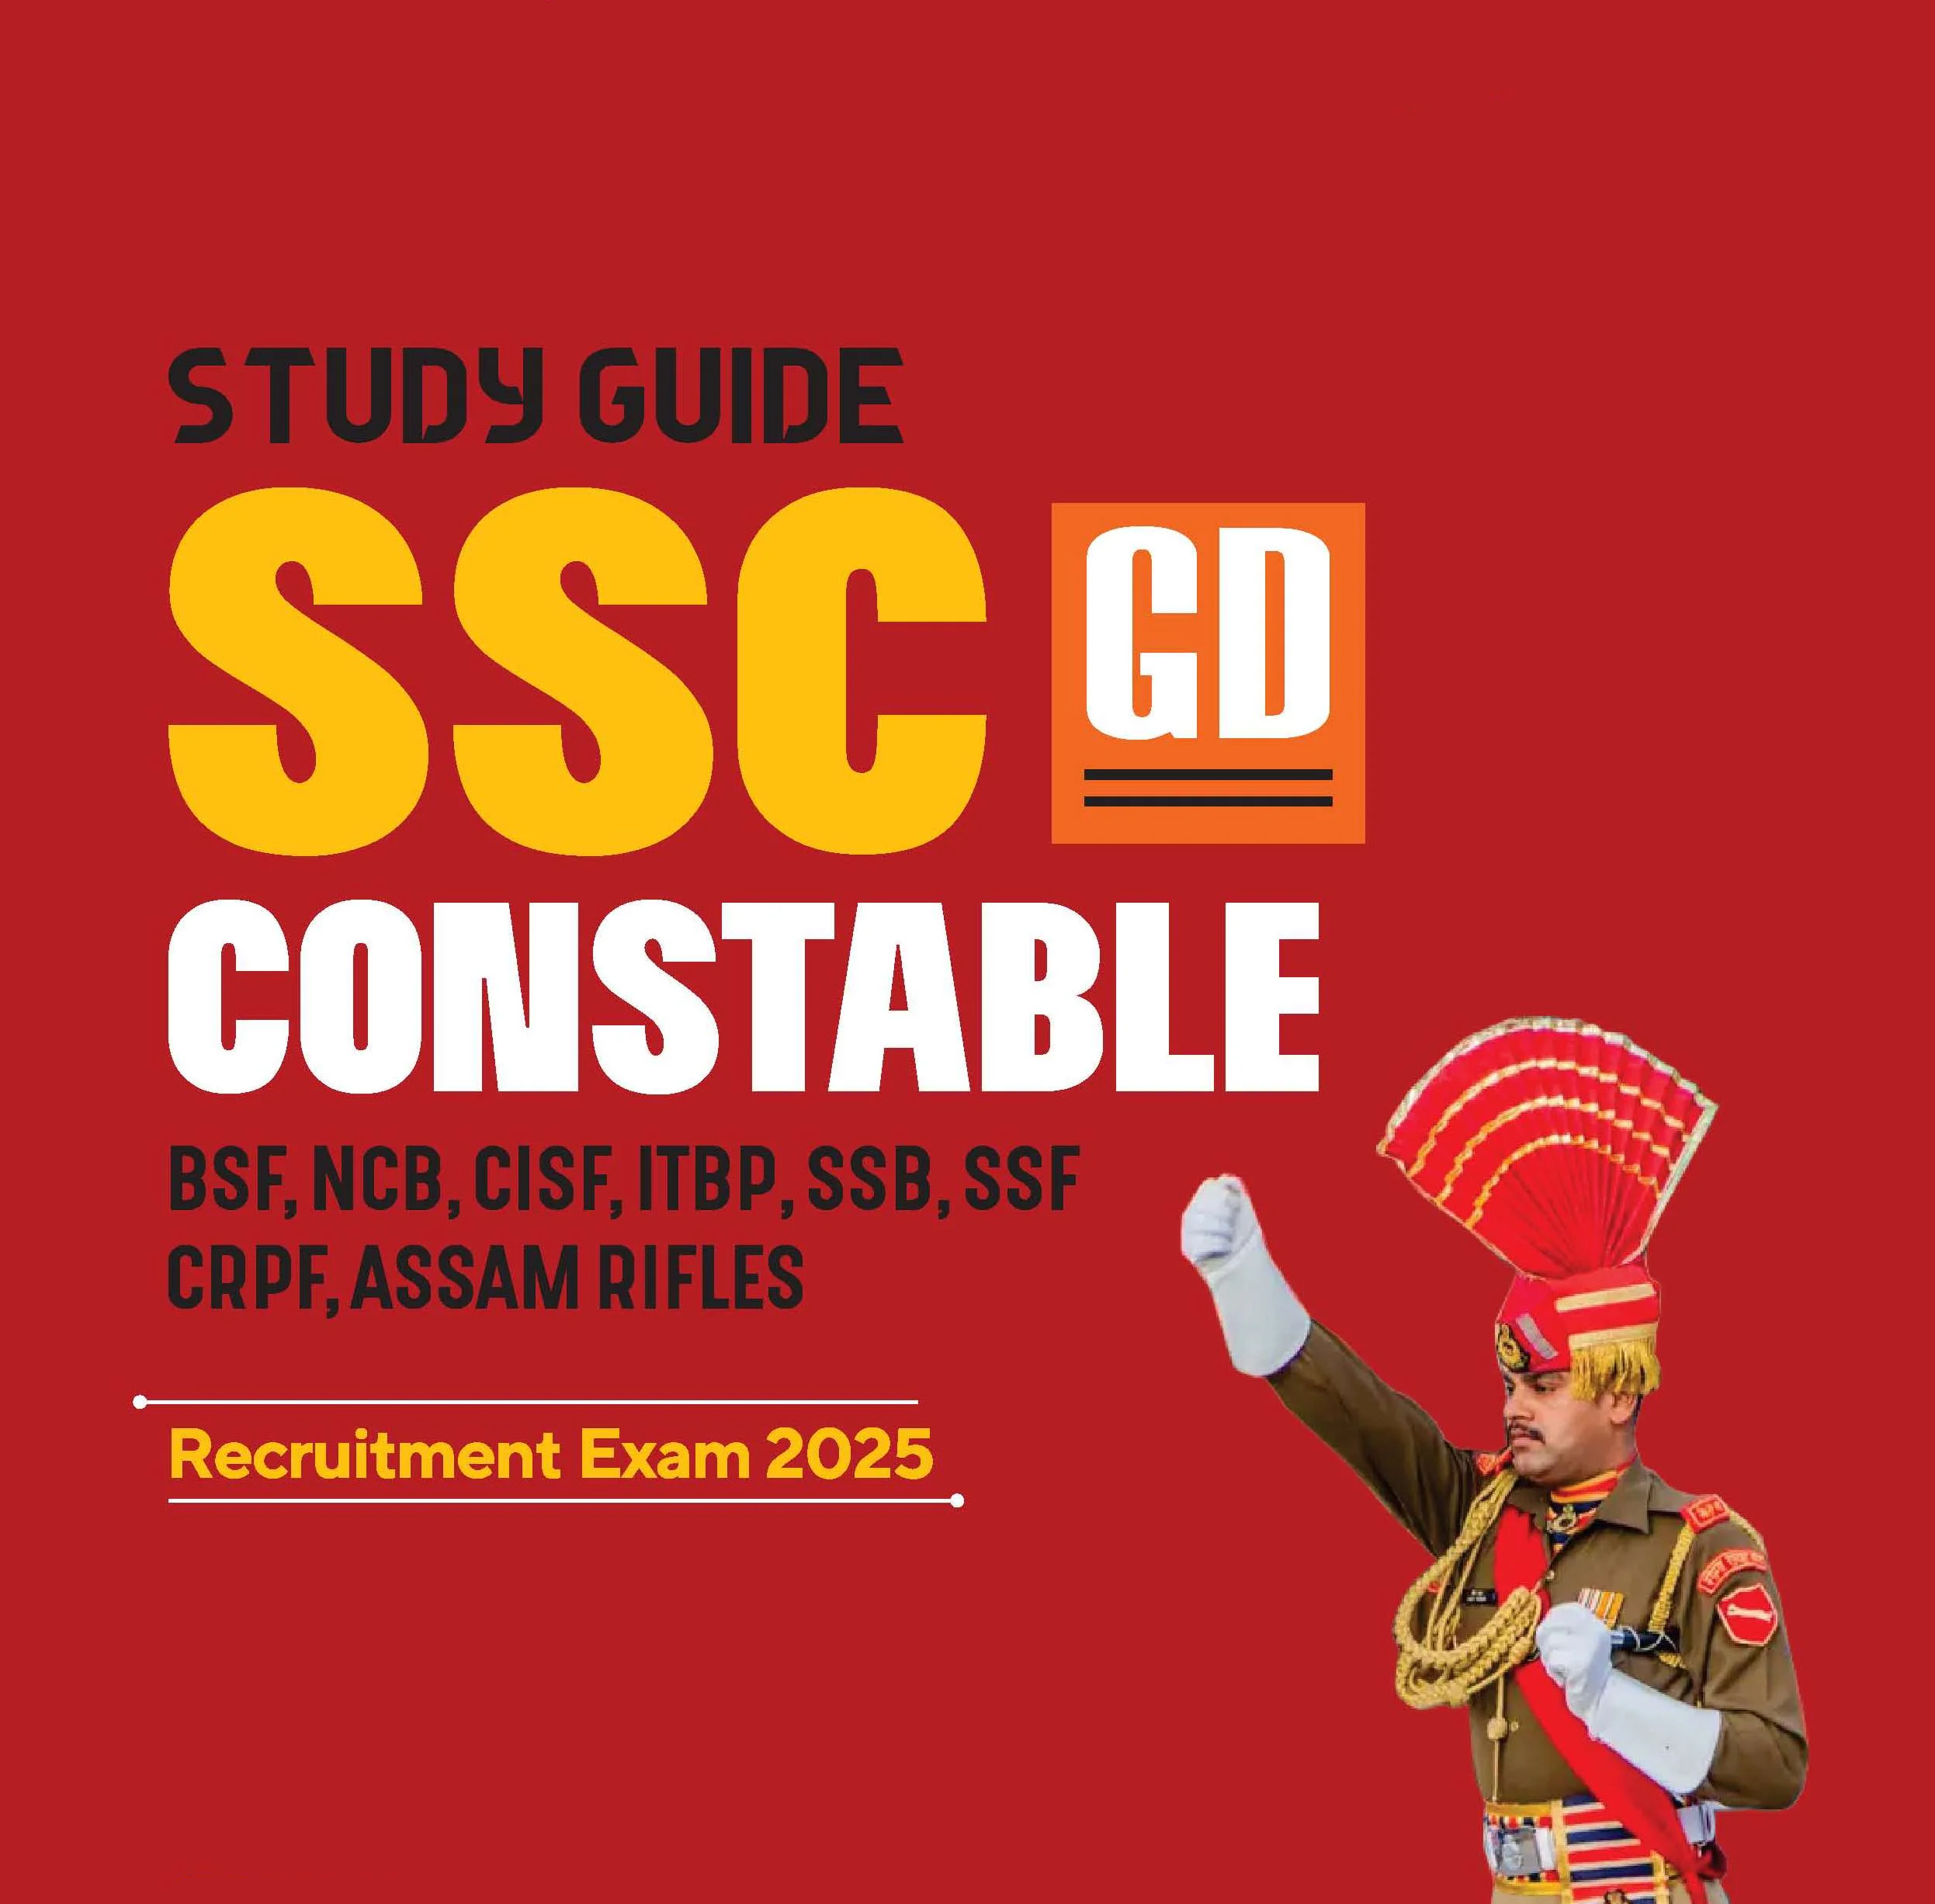 STUDY GUIDE
SSC GD
CONSTABLE
BSF, NCB, CISF, ITBP, SSB, SSF
CRPF, ASSAM RIFLES
Recruitment Exam 2025